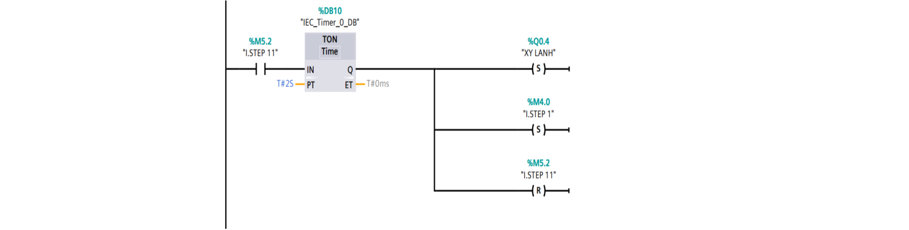 %DB10
"IEC_Timer_0_DB"
%M5.2
"I.STEP 11"
TON
Time
%Q0.4
"XY LANH"
IN Q
S
T#2S PT ET T#0ms
%M4.0
"I.STEP 1"
S
%M5.2
"I.STEP 11"
R